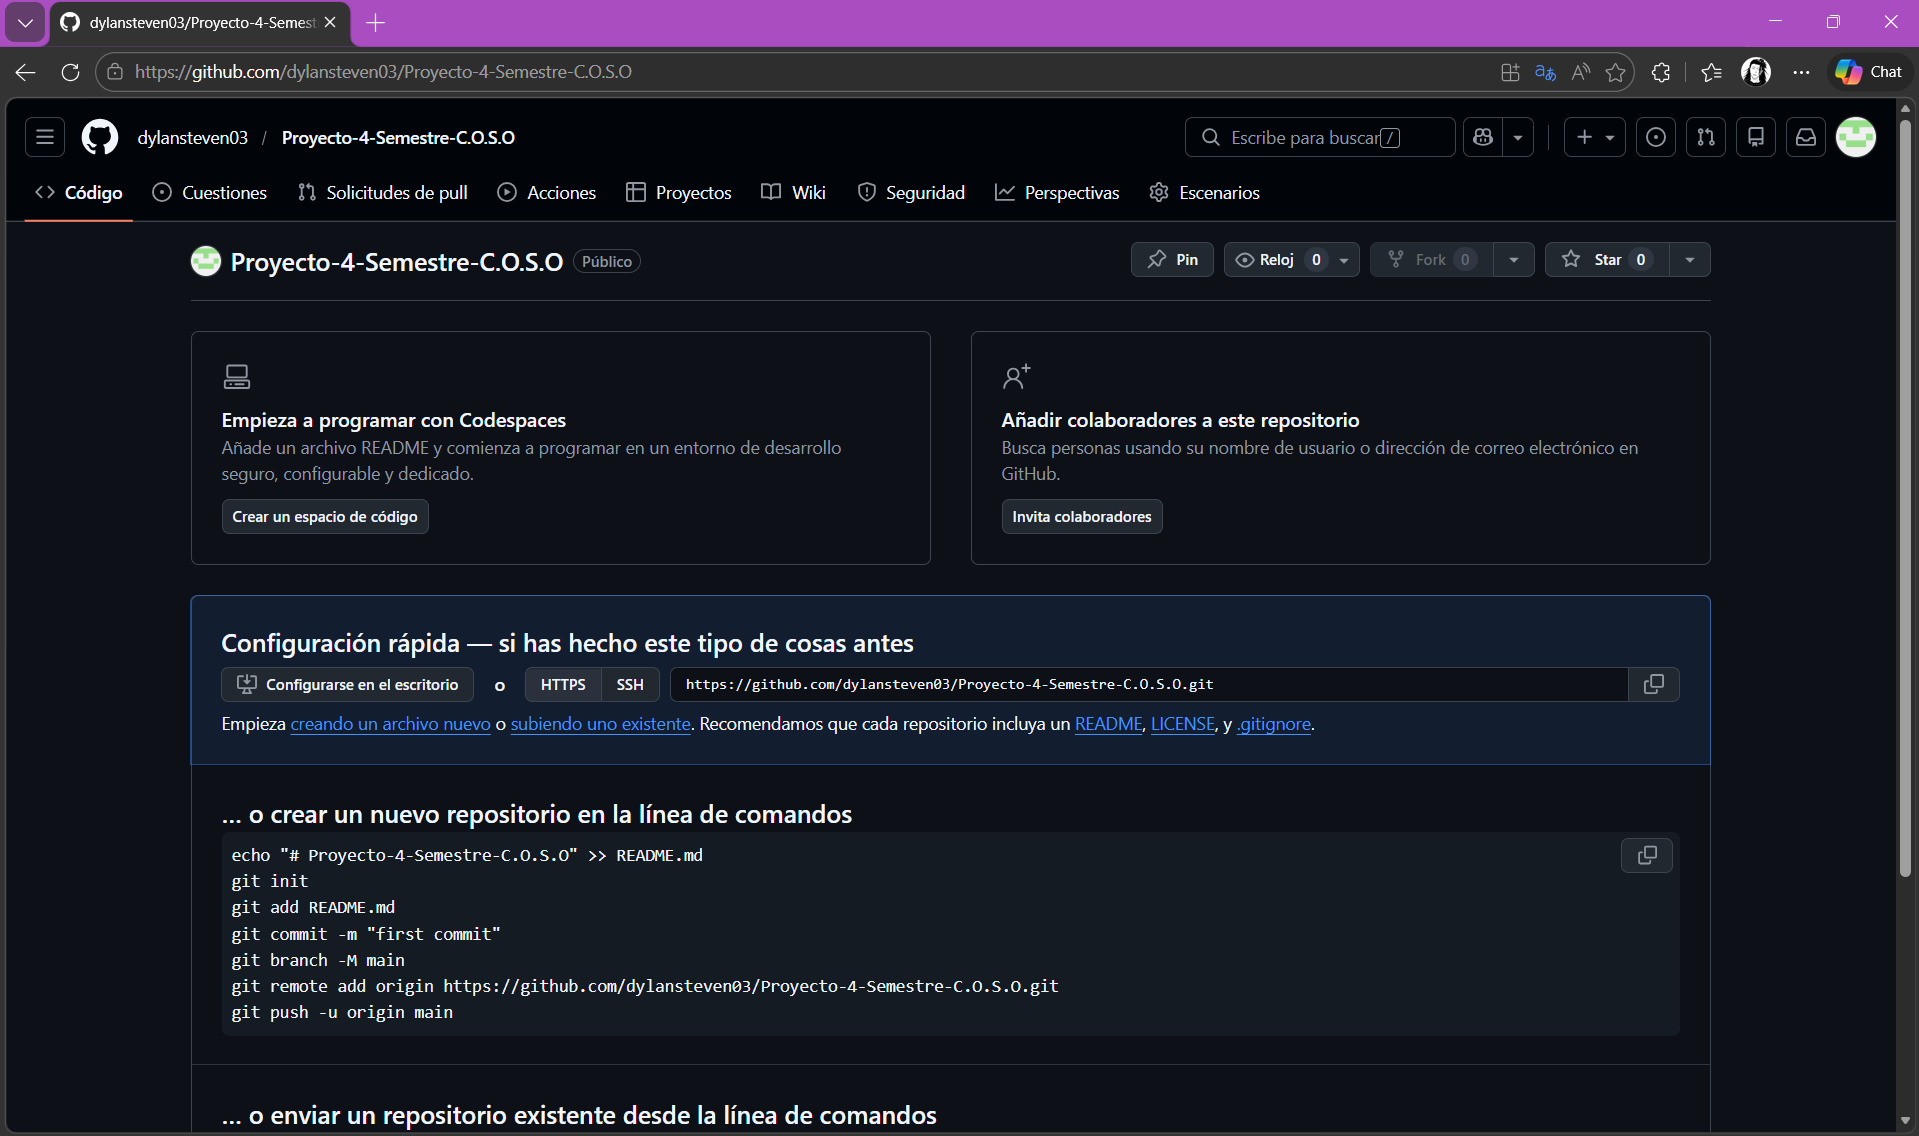 dylansteven03/Proyecto-4-Semest
https://github.com/dylansteven03/Proyecto-4-Semestre-C.O.S.O
Chat
dylansteven03 / Proyecto-4-Semestre-C.O.S.O
Escribe para buscar /
Código
Cuestiones
Solicitudes de pull
Acciones
Proyectos
Wiki
Seguridad
Perspectivas
Escenarios
Proyecto-4-Semestre-C.O.S.O Público
Pin
Reloj 0
Fork 0
Star 0
Empieza a programar con Codespaces
Añade un archivo README y comienza a programar en un entorno de desarrollo
seguro, configurable y dedicado.
Crear un espacio de código
Añadir colaboradores a este repositorio
Busca personas usando su nombre de usuario o dirección de correo electrónico en
GitHub.
Invita colaboradores
Configuración rápida — si has hecho este tipo de cosas antes
Configurarse en el escritorio o HTTPS SSH https://github.com/dylansteven03/Proyecto-4-Semestre-C.O.S.O.git
Empieza creando un archivo nuevo o subiendo uno existente. Recomendamos que cada repositorio incluya un README, LICENSE, y .gitignore.
... o crear un nuevo repositorio en la línea de comandos
echo "# Proyecto-4-Semestre-C.O.S.O" >> README.md
git init
git add README.md
git commit -m "first commit"
git branch -M main
git remote add origin https://github.com/dylansteven03/Proyecto-4-Semestre-C.O.S.O.git
git push -u origin main
... o enviar un repositorio existente desde la línea de comandos